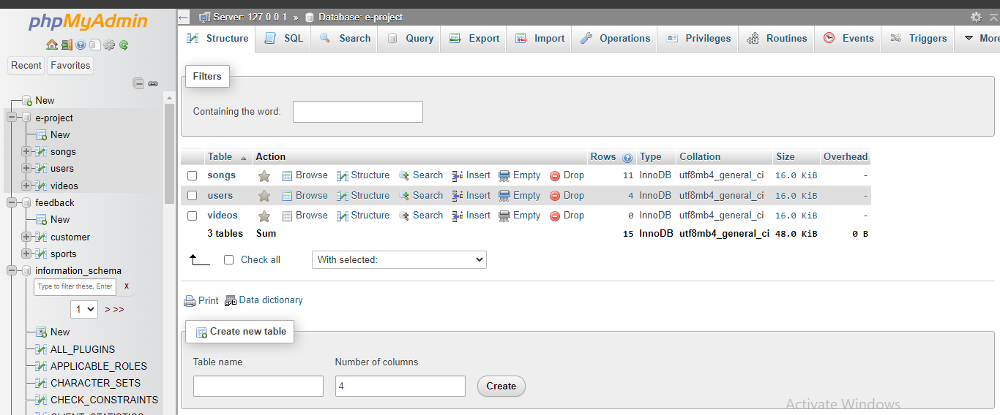 phpMyAdmin
Recent Favorites
New
e-project
New
songs
users
videos
feedback
New
customer
sports
information_schema
Type to filter these, Enter X
1 > >>
New
ALL_PLUGINS
APPLICABLE_ROLES
CHARACTER_SETS
CHECK_CONSTRAINTS
Server: 127.0.0.1 » Database: e-project
Structure SQL Search Query Export Import Operations Privileges Routines Events Triggers More
Filters
Containing the word:
Table Action Rows Type Collation Size Overhead
songs Browse Structure Search Insert Empty Drop 11 InnoDB utf8mb4_general_ci 16.0 KiB -
users Browse Structure Search Insert Empty Drop 4 InnoDB utf8mb4_general_ci 16.0 KiB -
videos Browse Structure Search Insert Empty Drop 0 InnoDB utf8mb4_general_ci 16.0 KiB -
3 tables Sum 15 InnoDB utf8mb4_general_ci 48.0 KiB 0 B
Check all With selected:
Print Data dictionary
Create new table
Table name Number of columns
4 Create
Activate Windows